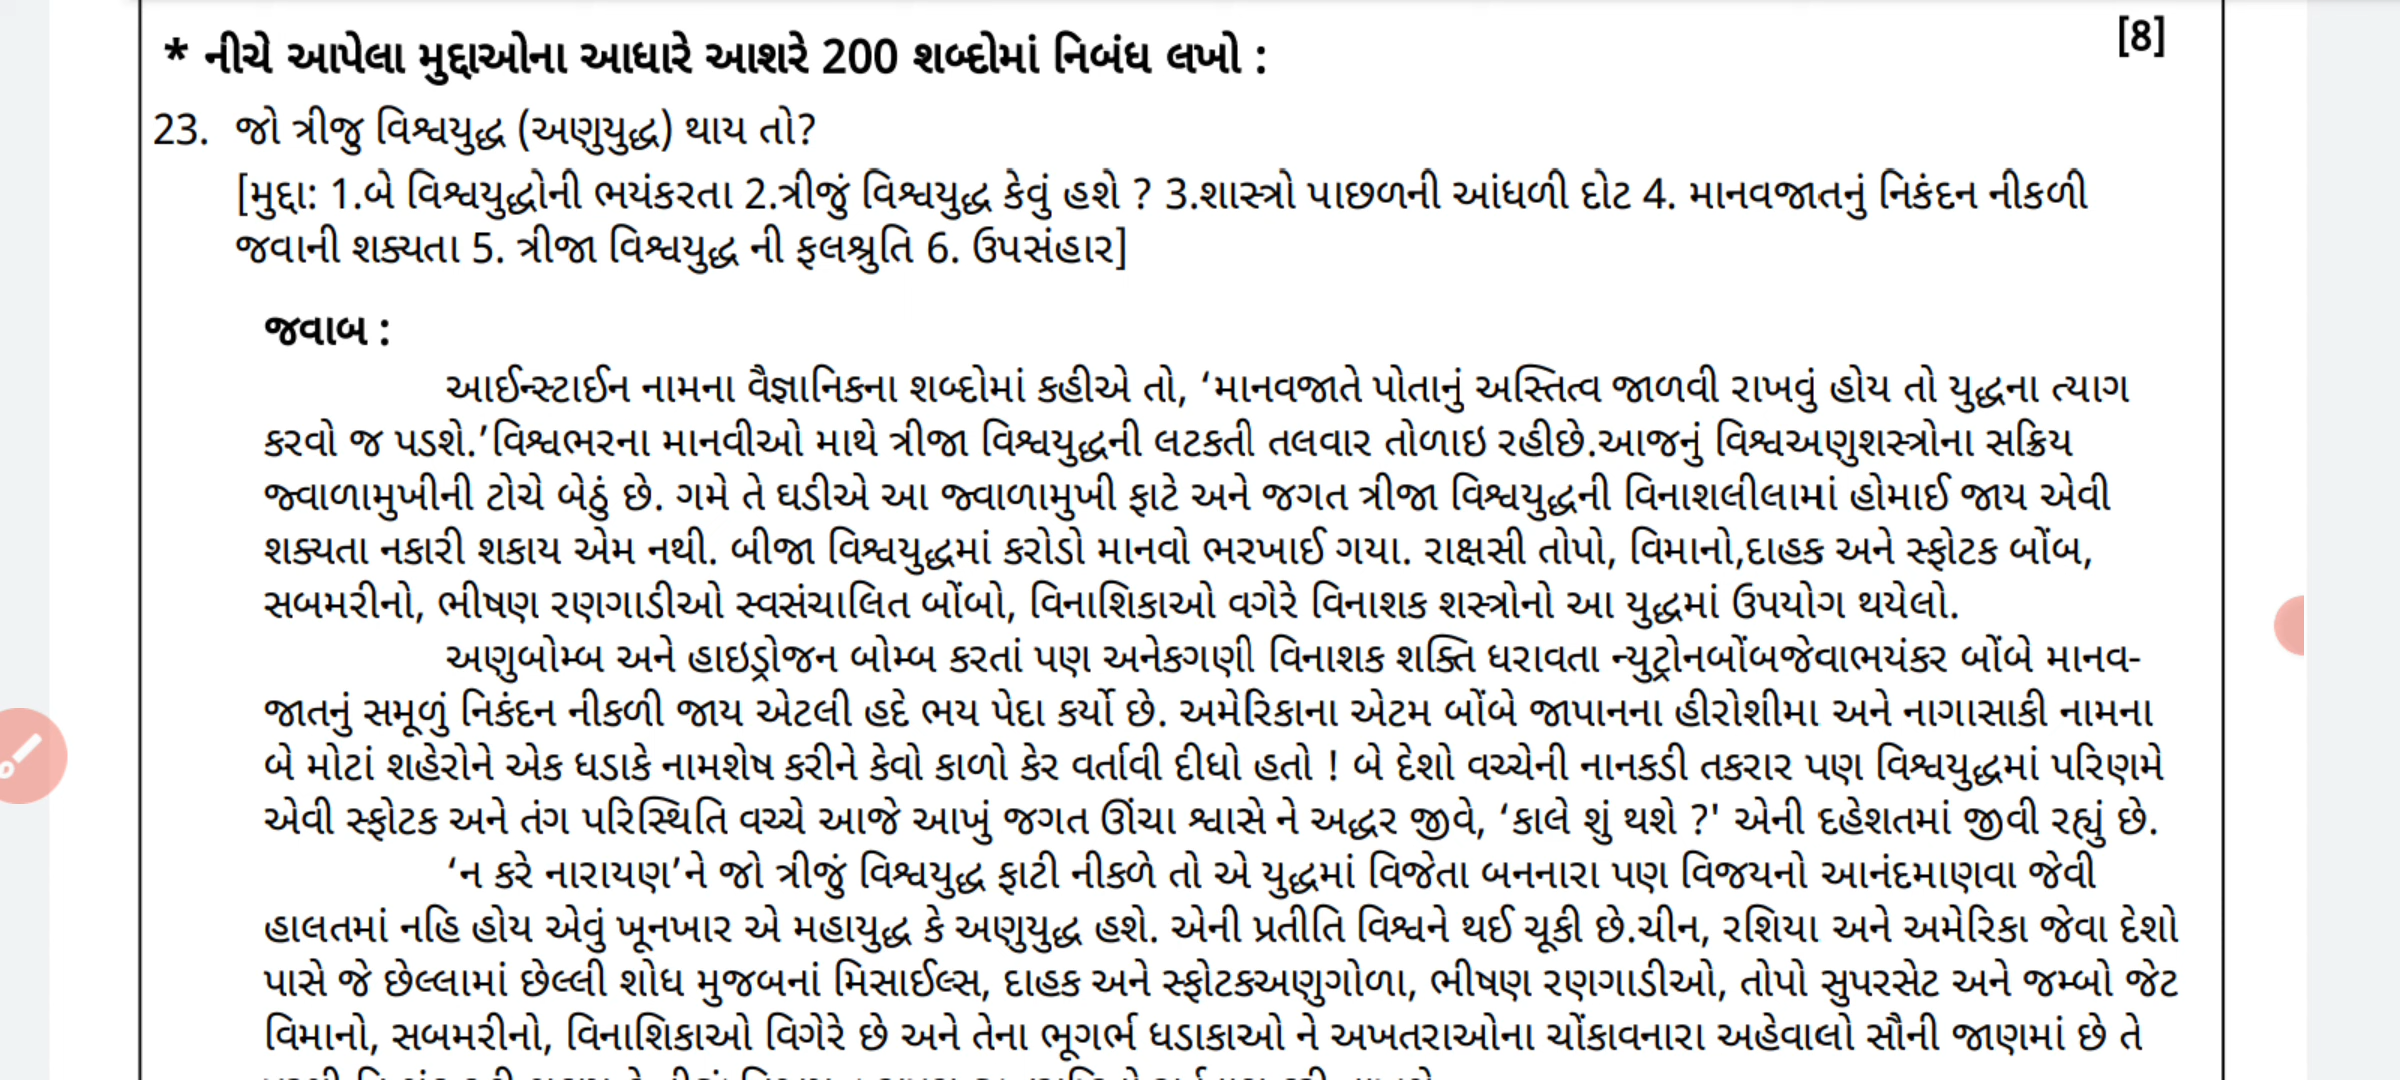 [8]
* નીચે આપેલા મુદ્દાઓના આધારે આશરે 200 શબ્દોમાં નિબંધ લખો :
23. જો ત્રીજુ વિશ્વયુદ્ધ (અણુયુદ્ધ) થાય તો?
[મુદ્દા: 1.બે વિશ્વયુદ્ધોની ભયંકરતા 2.ત્રીજું વિશ્વયુદ્ધ કેવું હશે ? 3.શાસ્ત્રો પાછળની આંધળી દોટ 4. માનવજાતનું નિકંદન નીકળી
જવાની શક્યતા 5. ત્રીજા વિશ્વયુદ્ધ ની ફલશ્રુતિ 6. ઉપસંહાર]
જવાબ :
આઈન્સ્ટાઈન નામના વૈજ્ઞાનિકના શબ્દોમાં કહીએ તો, ‘માનવજાતે પોતાનું અસ્તિત્વ જાળવી રાખવું હોય તો યુદ્ધના ત્યાગ
કરવો જ પડશે.’વિશ્વભરના માનવીઓ માથે ત્રીજા વિશ્વયુદ્ધની લટકતી તલવાર તોળાઇ રહીછે.આજનું વિશ્વઅણુશસ્ત્રોના સક્રિય
જ્વાળામુખીની ટોચે બેઠું છે. ગમે તે ઘડીએ આ જ્વાળામુખી ફાટે અને જગત ત્રીજા વિશ્વયુદ્ધની વિનાશલીલામાં હોમાઈ જાય એવી
શક્યતા નકારી શકાય એમ નથી. બીજા વિશ્વયુદ્ધમાં કરોડો માનવો ભરખાઈ ગયા. રાક્ષસી તોપો, વિમાનો,દાહક અને સ્ફોટક બોંબ,
સબમરીનો, ભીષણ રણગાડીઓ સ્વસંચાલિત બોંબો, વિનાશિકાઓ વગેરે વિનાશક શસ્ત્રોનો આ યુદ્ધમાં ઉપયોગ થયેલો.
અણુબોમ્બ અને હાઇડ્રોજન બોમ્બ કરતાં પણ અનેકગણી વિનાશક શક્તિ ધરાવતા ન્યુટ્રોનબોંબજેવાભયંકર બોંબે માનવ-
જાતનું સમૂળું નિકંદન નીકળી જાય એટલી હદે ભય પેદા કર્યો છે. અમેરિકાના એટમ બોંબે જાપાનના હીરોશીમા અને નાગાસાકી નામના
બે મોટાં શહેરોને એક ધડાકે નામશેષ કરીને કેવો કાળો કેર વર્તાવી દીધો હતો ! બે દેશો વચ્ચેની નાનકડી તકરાર પણ વિશ્વયુદ્ધમાં પરિણમે
એવી સ્ફોટક અને તંગ પરિસ્થિતિ વચ્ચે આજે આખું જગત ઊંચા શ્વાસે ને અદ્ધર જીવે, ‘કાલે શું થશે ?' એની દહેશતમાં જીવી રહ્યું છે.
‘ન કરે નારાયણ’ને જો ત્રીજું વિશ્વયુદ્ધ ફાટી નીકળે તો એ યુદ્ધમાં વિજેતા બનનારા પણ વિજયનો આનંદમાણવા જેવી
હાલતમાં નહિ હોય એવું ખૂનખાર એ મહાયુદ્ધ કે અણુયુદ્ધ હશે. એની પ્રતીતિ વિશ્વને થઈ ચૂકી છે.ચીન, રશિયા અને અમેરિકા જેવા દેશો
પાસે જે છેલ્લામાં છેલ્લી શોધ મુજબનાં મિસાઈલ્સ, દાહક અને સ્ફોટકઅણુગોળા, ભીષણ રણગાડીઓ, તોપો સુપરસેટ અને જમ્બો જેટ
વિમાનો, સબમરીનો, વિનાશિકાઓ વિગેરે છે અને તેના ભૂગર્ભ ધડાકાઓ ને અખતરાઓના ચોંકાવનારા અહેવાલો સૌની જાણમાં છે તે